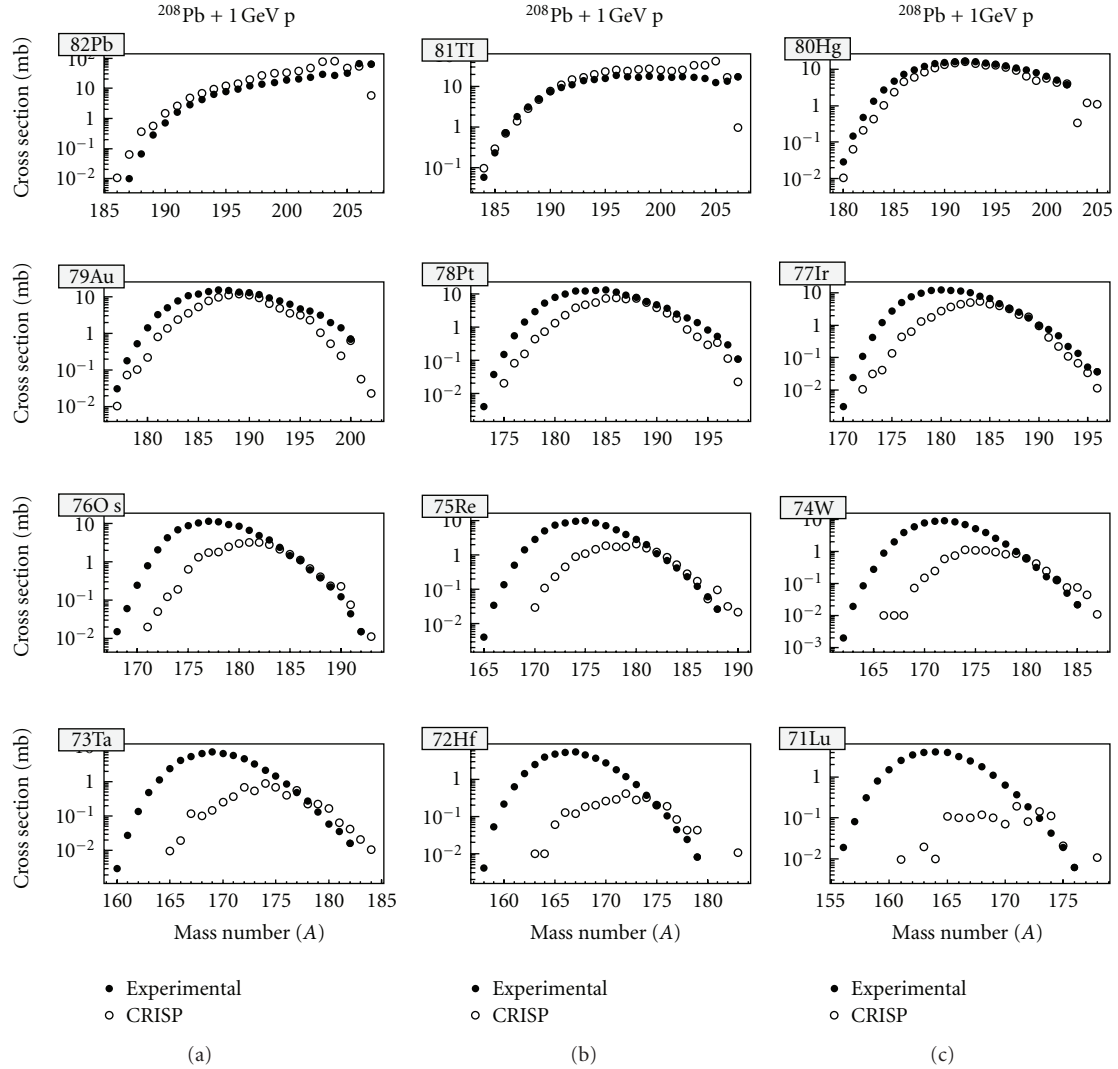 ²⁰⁸Pb + 1 GeV p
²⁰⁸Pb + 1 GeV p
²⁰⁸Pb + 1GeV p
82Pb
81TI
80Hg
Cross section (mb)
10²
10
1
10⁻¹
10⁻²
185 190 195 200 205
10
1
10⁻¹
185 190 195 200 205
10
1
10⁻¹
10⁻²
180 185 190 195 200 205
79Au
78Pt
77Ir
Cross section (mb)
10
1
10⁻¹
10⁻²
180 185 190 195 200
10
1
10⁻¹
10⁻²
175 180 185 190 195
10
1
10⁻¹
10⁻²
170 175 180 185 190 195
76O s
75Re
74W
Cross section (mb)
10
1
10⁻¹
10⁻²
170 175 180 185 190
10
1
10⁻¹
10⁻²
165 170 175 180 185 190
10
1
10⁻¹
10⁻²
10⁻³
165 170 175 180 185
73Ta
72Hf
71Lu
Cross section (mb)
1
10⁻¹
10⁻²
160 165 170 175 180 185
1
10⁻¹
10⁻²
160 165 170 175 180
1
10⁻¹
10⁻²
155 160 165 170 175
Mass number (A)
Mass number (A)
Mass number (A)
Experimental
CRISP
Experimental
CRISP
Experimental
CRISP
(a)
(b)
(c)